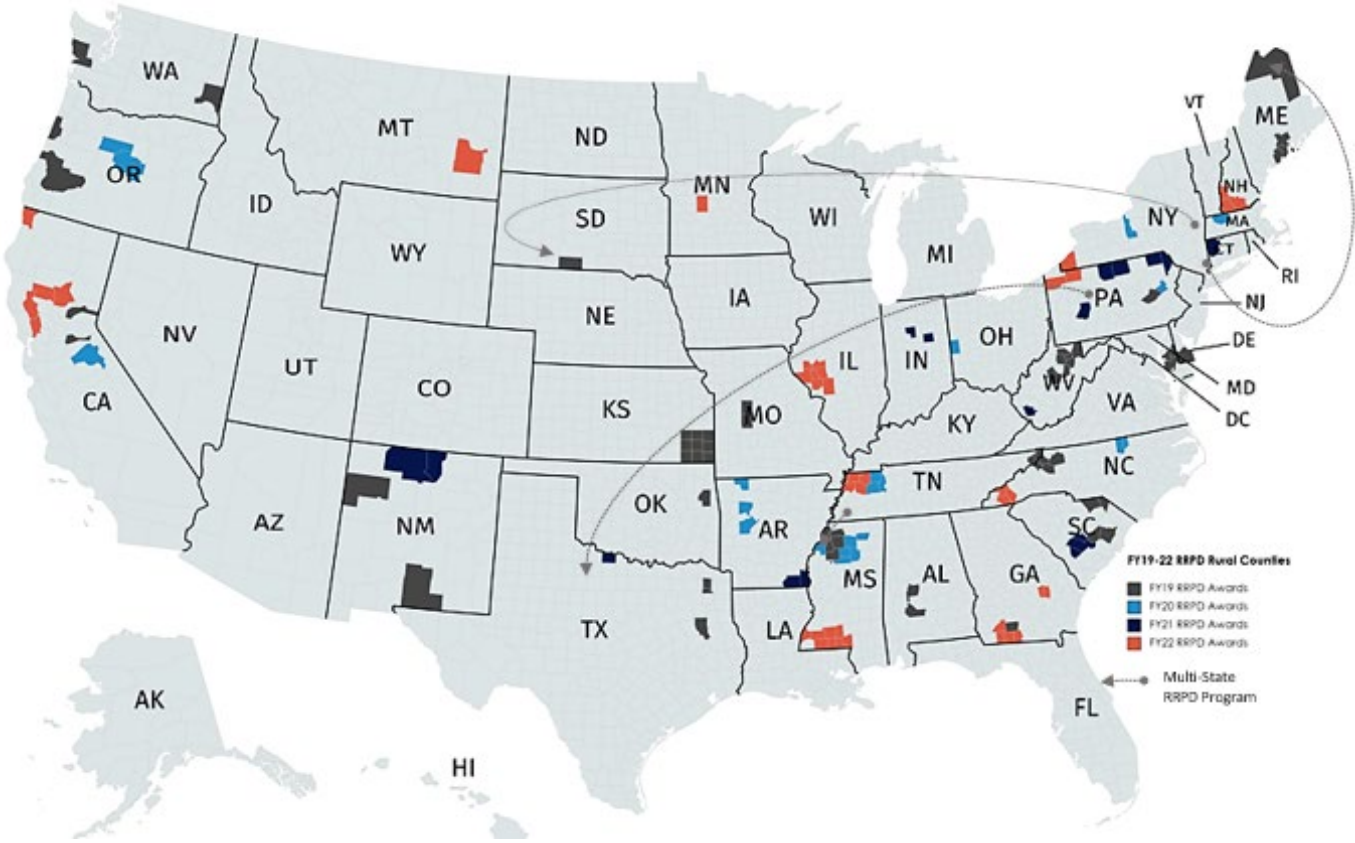 WA
MT
ND
MN
VT
ME
OR
ID
SD
WI
NY
NH
MA
WY
MI
CT
RI
IA
PA
NJ
NE
NV
UT
CO
IL
IN
OH
DE
WV
MD
CA
KS
MO
KY
VA
DC
AZ
NM
OK
AR
TN
NC
SC
MS
AL
GA
TX
LA
FL
AK
HI
FY19-22 RRPD Rural Counties
FY19 RRPD Awards
FY20 RRPD Awards
FY21 RRPD Awards
FY22 RRPD Awards
Multi-State
RRPD Program